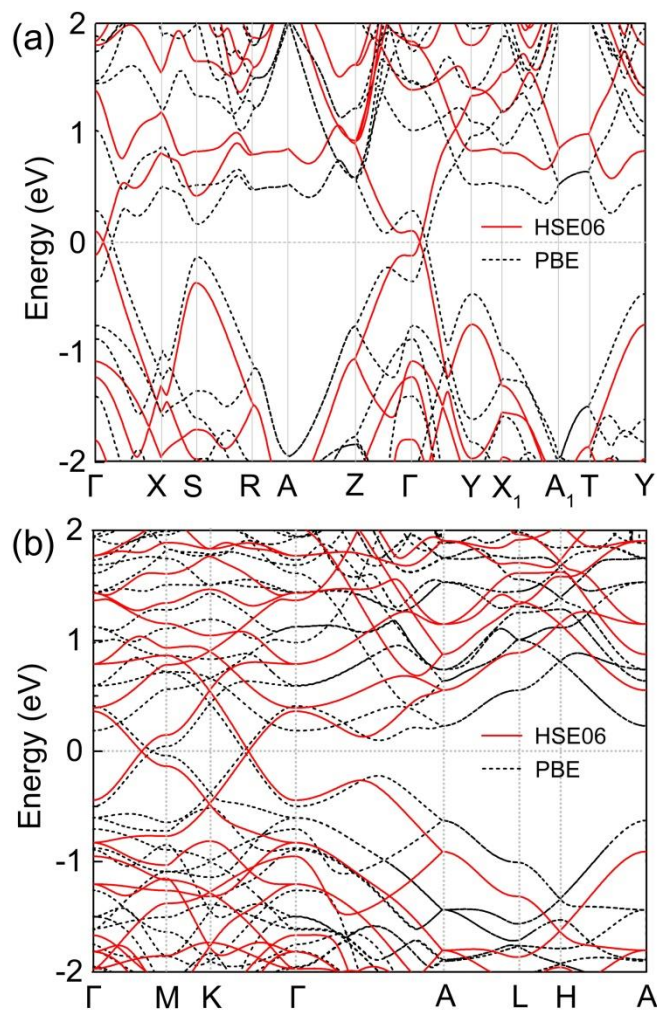 (a)
2
1
0
-1
-2
Energy (eV)
HSE06
PBE
Γ X S R A Z Γ Y X₁ A₁ T Y
(b)
2
1
0
-1
-2
Energy (eV)
HSE06
PBE
Γ M K Γ A L H A